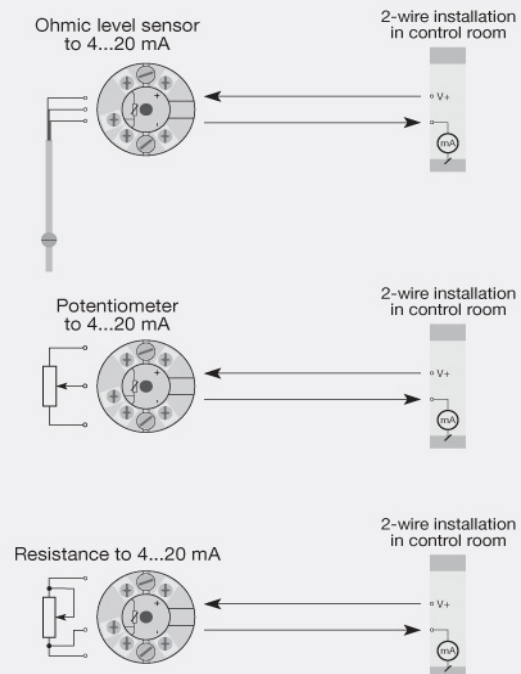 Ohmic level sensor
to 4...20 mA
2-wire installation
in control room
+
-
V+
mA
Potentiometer
to 4...20 mA
2-wire installation
in control room
+
-
V+
mA
Resistance to 4...20 mA
2-wire installation
in control room
+
-
V+
mA